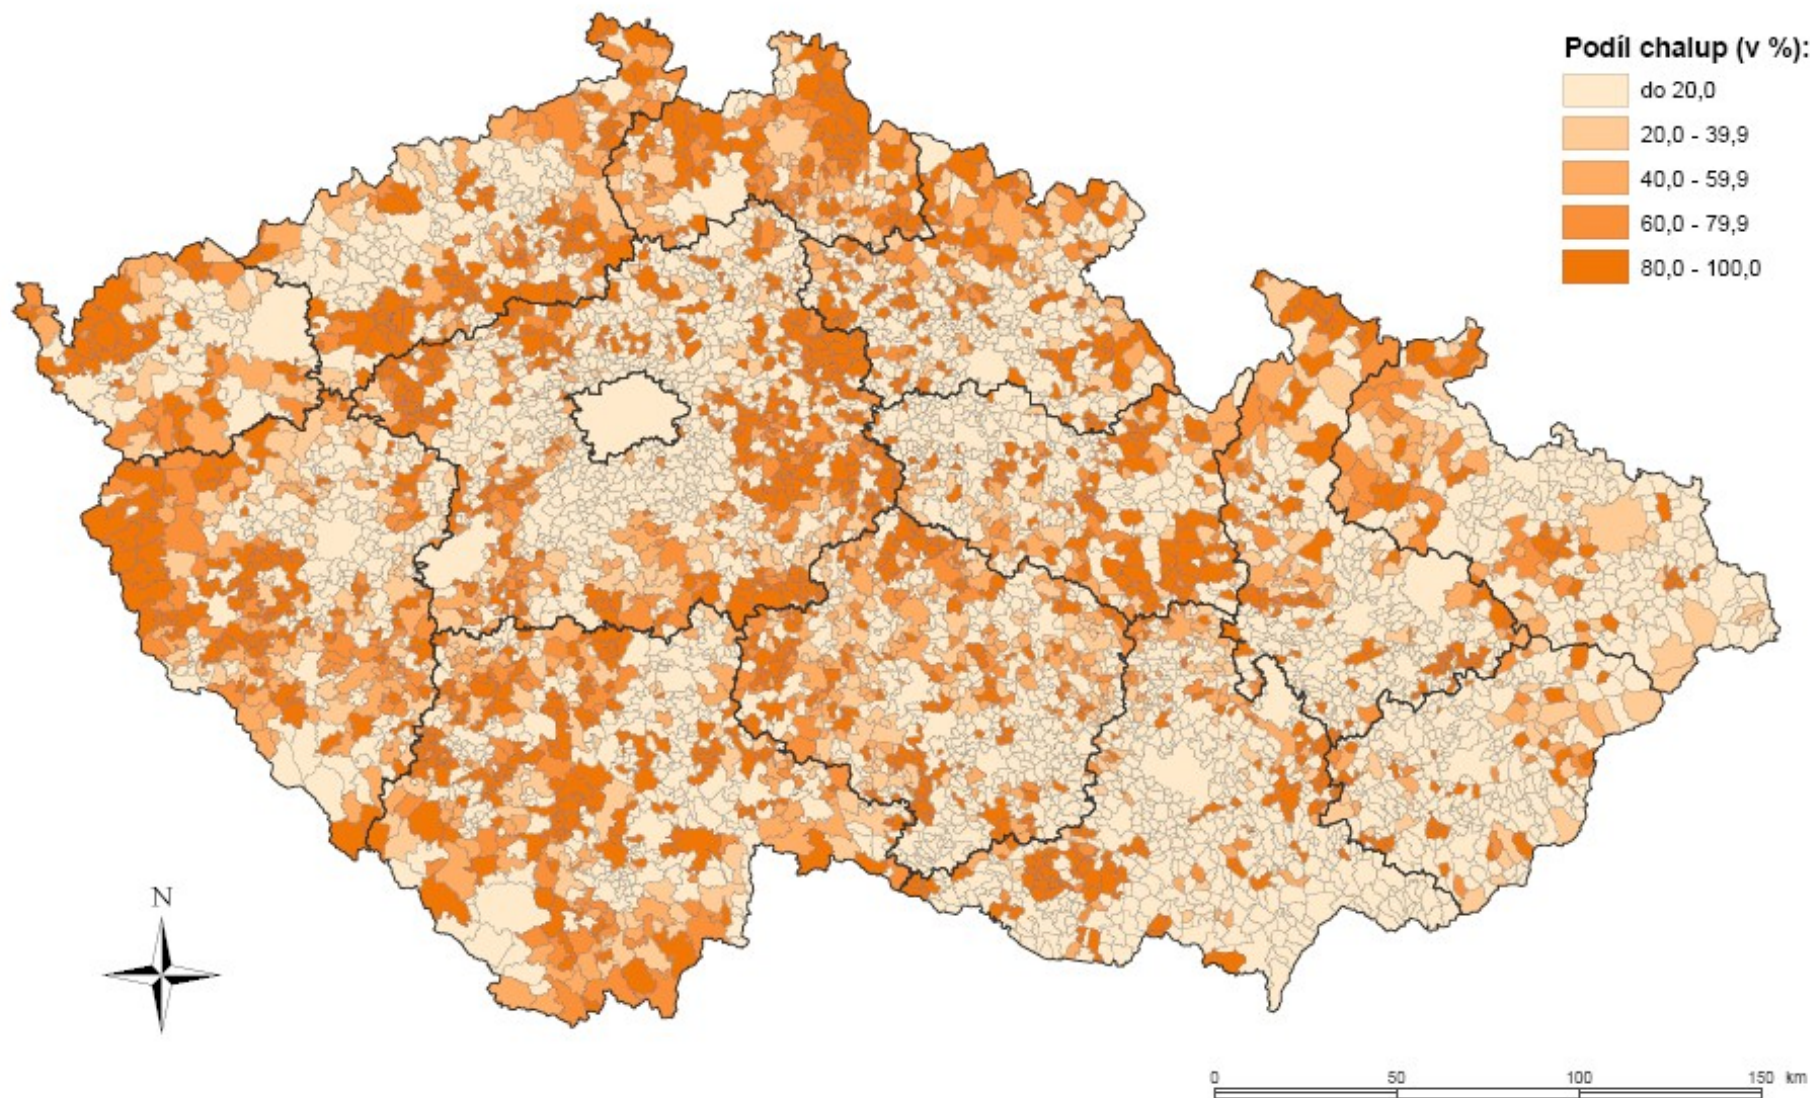 Podíl chalup (v %):
do 20,0
20,0 - 39,9
40,0 - 59,9
60,0 - 79,9
80,0 - 100,0
N
0 50 100 150 km